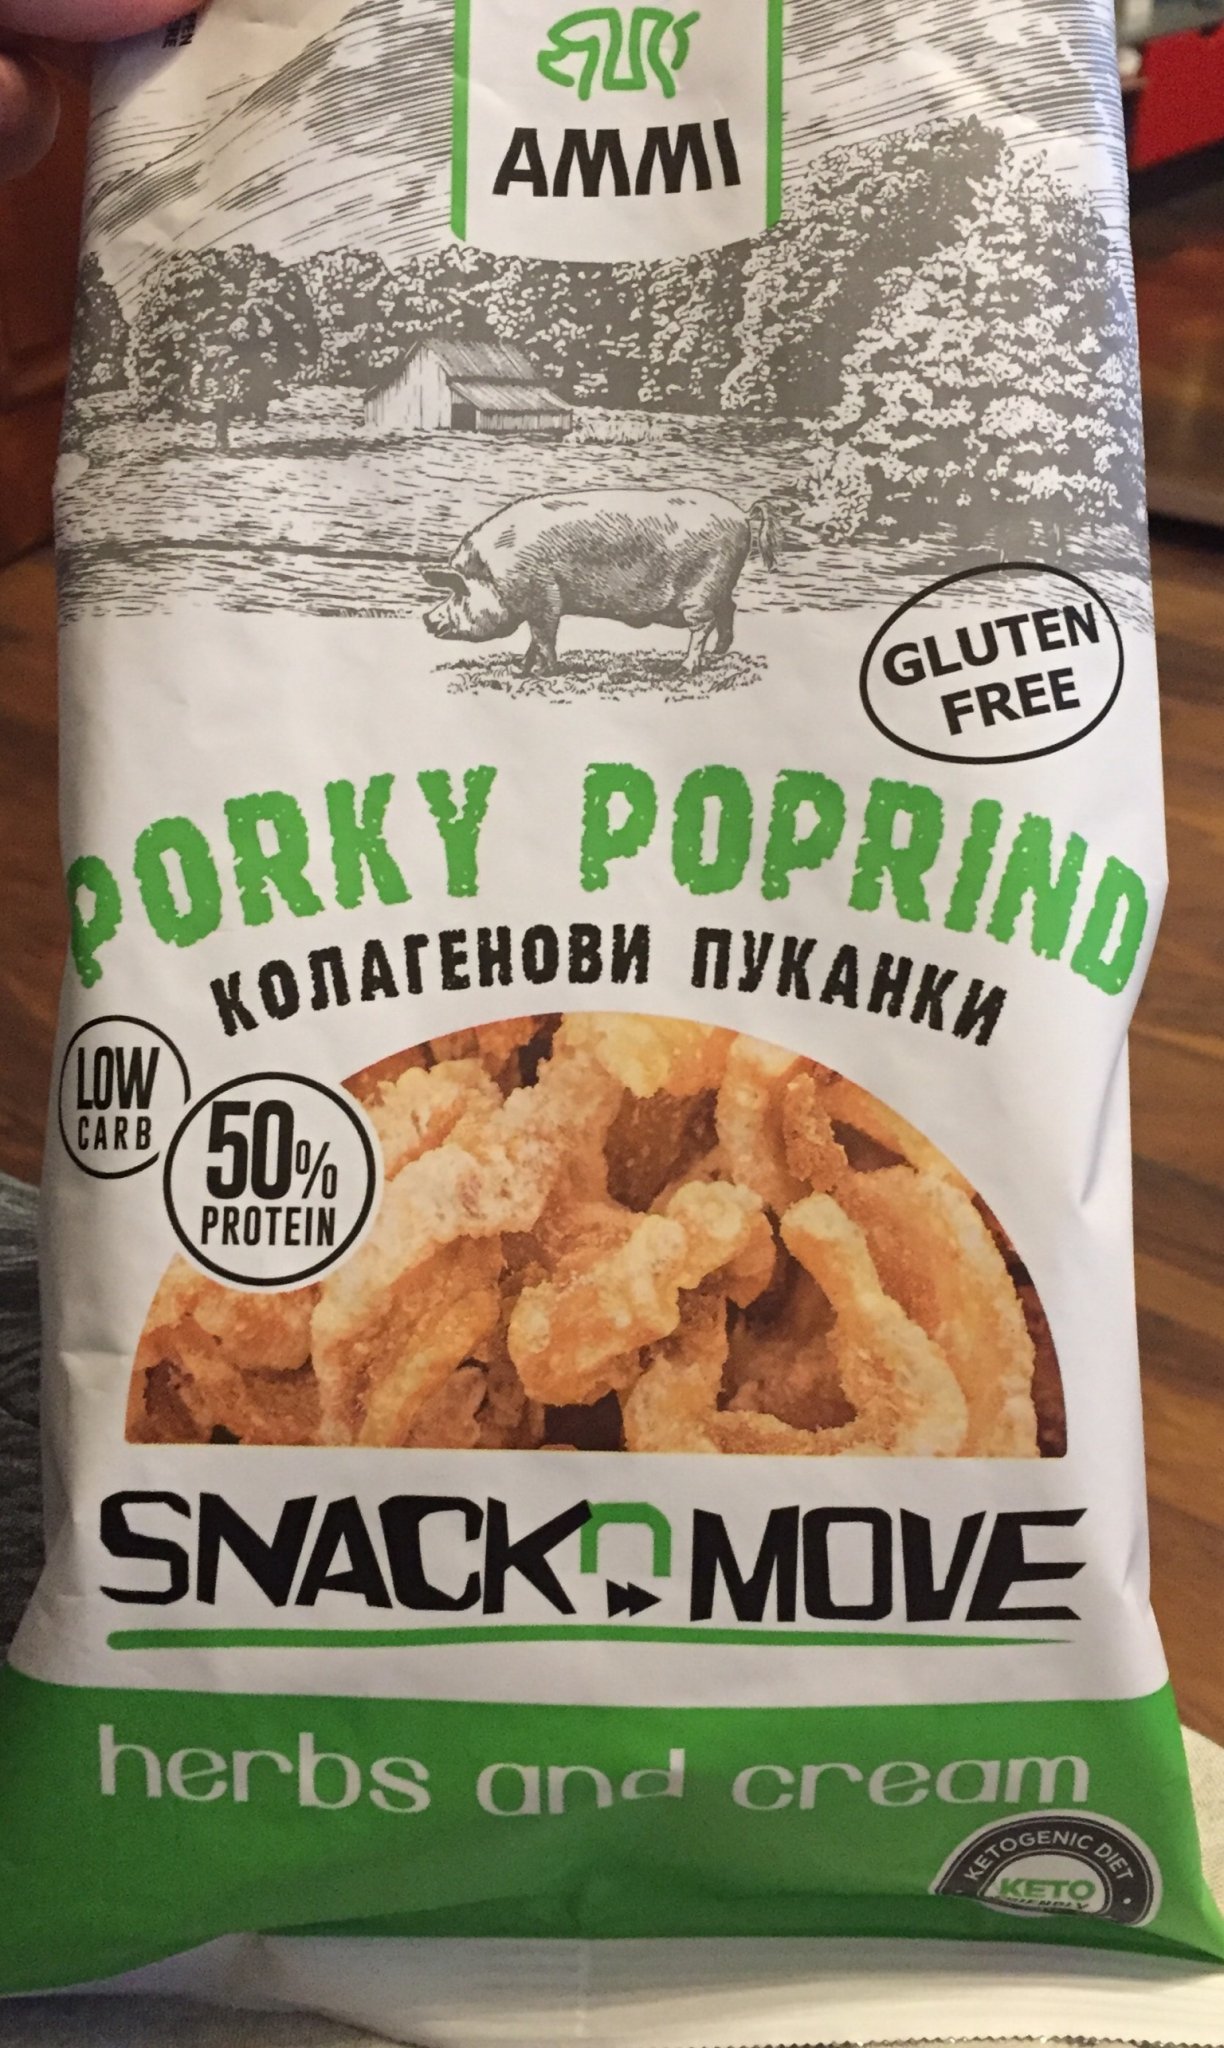 AMMI
GLUTEN
FREE
PORKY POPRIND
КОЛАГЕНОВИ ПУКАНКИ
LOW
CARB
50%
PROTEIN
SNACK n MOVE
herbs and cream
KETOGENIC DIET
KETO